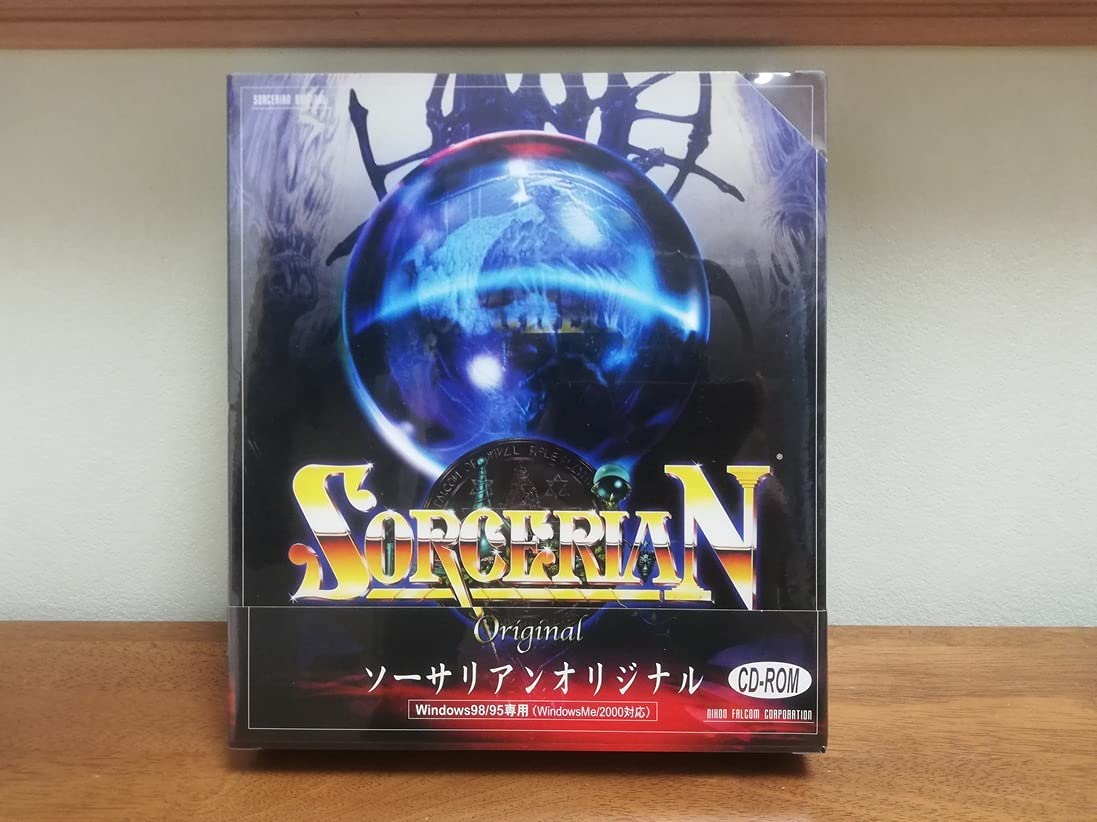 SORCERIAN ORIGINAL
SORCERIAN
®
Original
ソーサリアンオリジナル
CD-ROM
Windows98/95専用（WindowsMe/2000対応）
NIHON FALCOM CORPORATION